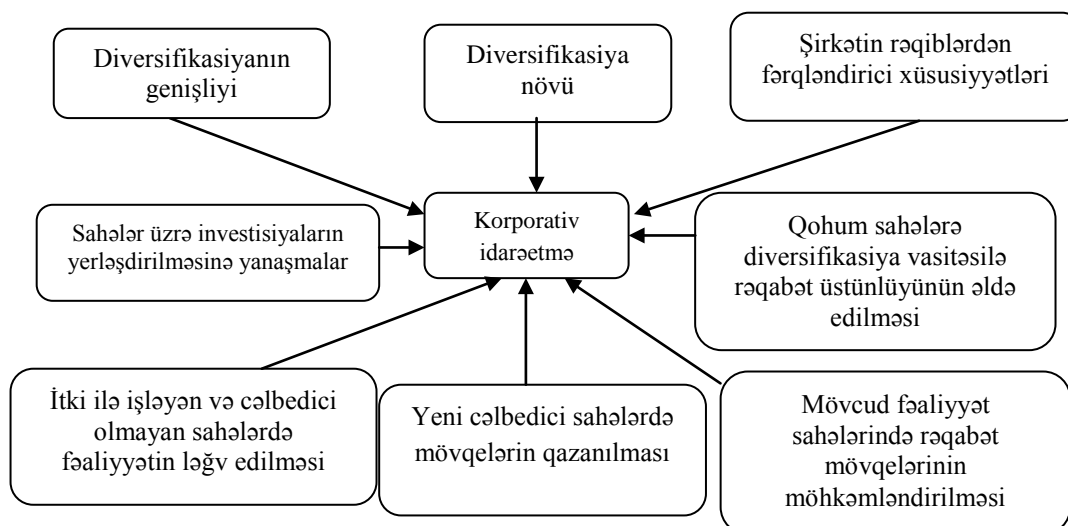 Diversifikasiyanın
genişliyi
Diversifikasiya
növü
Şirkətin rəqiblərdən
fərqləndirici xüsusiyyətləri
Sahələr üzrə investisiyaların
yerləşdirilməsinə yanaşmalar
Korporativ
idarəetmə
Qohum sahələrə
diversifikasiya vasitəsilə
rəqabət üstünlüyünün əldə
edilməsi
İtki ilə işləyən və cəlbedici
olmayan sahələrdə
fəaliyyətin ləğv edilməsi
Yeni cəlbedici sahələrdə
mövqelərin qazanılması
Mövcud fəaliyyət
sahələrində rəqabət
mövqelərinin
möhkəmləndirilməsi